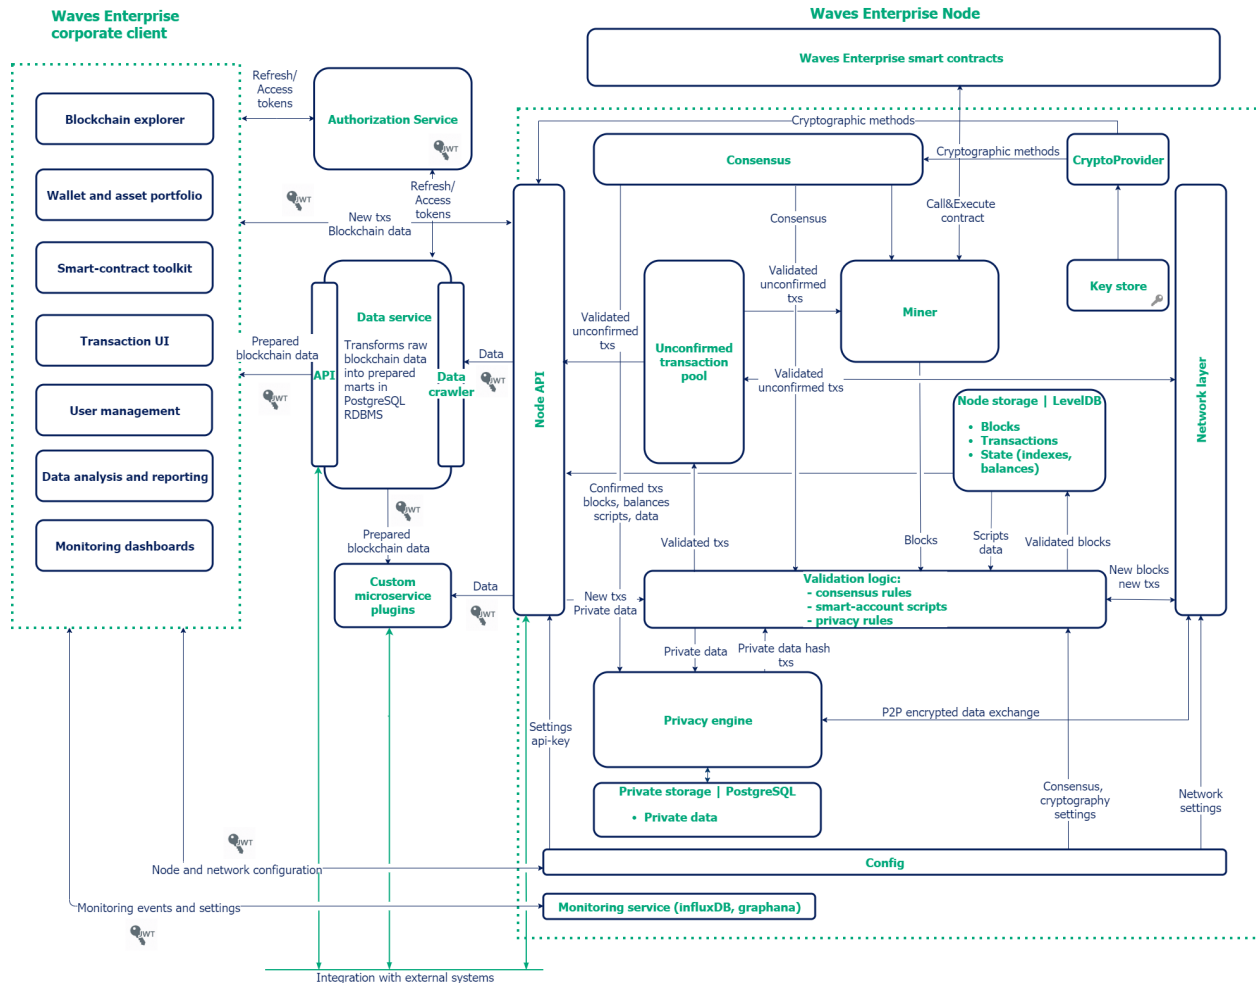 Waves Enterprise
corporate client
Waves Enterprise Node
Waves Enterprise smart contracts
Refresh/
Access
tokens
Blockchain explorer
Authorization Service
JWT
Cryptographic methods
Consensus
Cryptographic methods
CryptoProvider
Wallet and asset portfolio
JWT
Refresh/
Access
tokens
New txs
Blockchain data
Consensus
Call&Execute
contract
Smart-contract toolkit
Key store
Data service
Transforms raw
blockchain data
into prepared
marts in
PostgreSQL
RDBMS
API
Data
crawler
Validated
unconfirmed
txs
Miner
Transaction UI
Prepared
blockchain data
JWT
Data
JWT
Node API
Validated
unconfirmed
txs
Unconfirmed
transaction
pool
Validated
unconfirmed txs
Network layer
User management
Node storage | LevelDB
• Blocks
• Transactions
• State (indexes,
balances)
Data analysis and reporting
Confirmed txs
blocks, balances
scripts, data
JWT
Monitoring dashboards
Prepared
blockchain data
Validated txs
Blocks
Scripts
data
Validated blocks
Custom
microservice
plugins
Data
JWT
New txs
Private data
Validation logic:
- consensus rules
- smart-account scripts
- privacy rules
New blocks
new txs
Private data
Private data hash
txs
Privacy engine
P2P encrypted data exchange
Settings
api-key
Private storage | PostgreSQL
• Private data
Consensus,
cryptography
settings
Network
settings
JWT
Node and network configuration
Config
Monitoring events and settings
Monitoring service (influxDB, graphana)
JWT
Integration with external systems